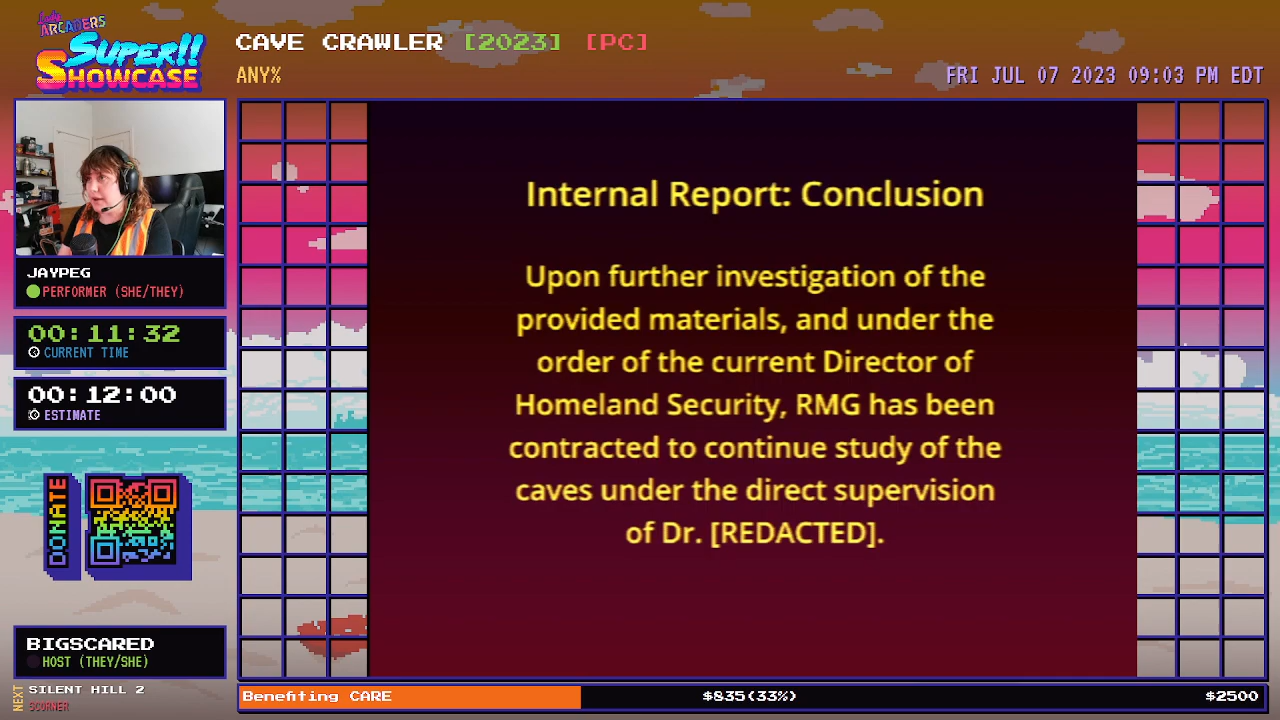 Lady
ARCADERS
SUPER!!
SHOWCASE
CAVE CRAWLER [2023] [PC]
ANY%
FRI JUL 07 2023 09:03 PM EDT
JAYPEG
PERFORMER (SHE/THEY)
00:11:32
CURRENT TIME
00:12:00
ESTIMATE
DONATE
BIGSCARED
HOST (THEY/SHE)
NEXT
SILENT HILL 2
SCORNER
Internal Report: Conclusion
Upon further investigation of the
provided materials, and under the
order of the current Director of
Homeland Security, RMG has been
contracted to continue study of the
caves under the direct supervision
of Dr. [REDACTED].
Benefiting CARE
$835(33%)
$2500